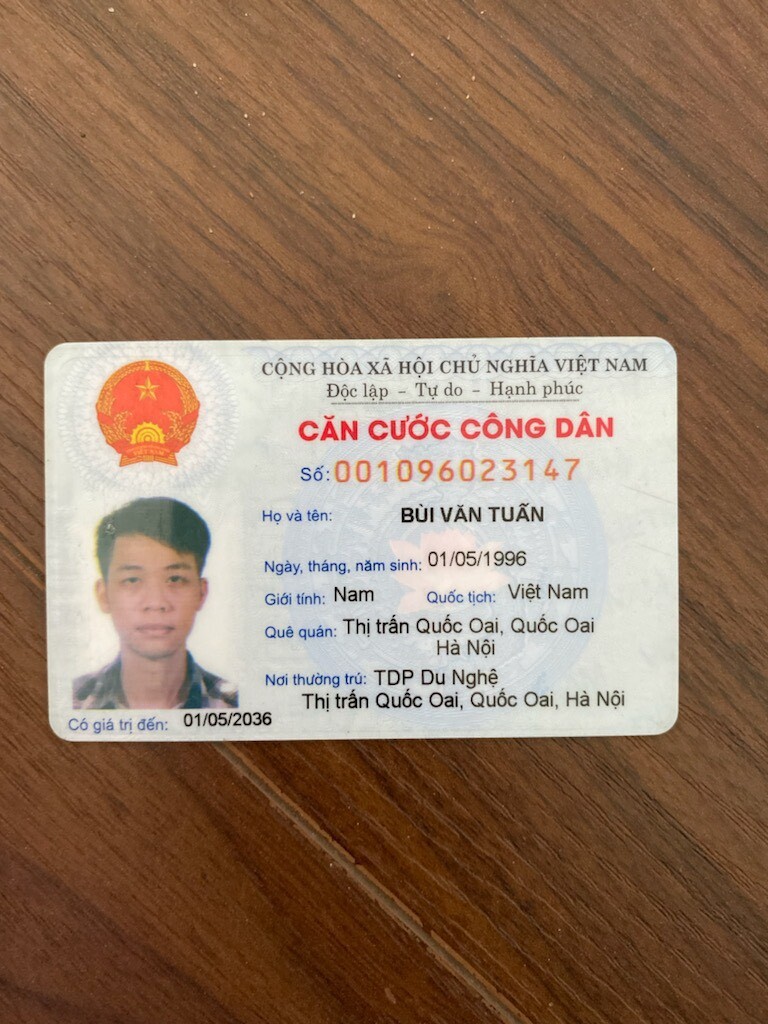 CỘNG HÒA XÃ HỘI CHỦ NGHĨA VIỆT NAM
Độc lập - Tự do - Hạnh phúc
CĂN CƯỚC CÔNG DÂN
Số: 001096023147
Họ và tên: BÙI VĂN TUẤN
Ngày, tháng, năm sinh: 01/05/1996
Giới tính: Nam Quốc tịch: Việt Nam
Quê quán: Thị trấn Quốc Oai, Quốc Oai
Hà Nội
Nơi thường trú: TDP Du Nghệ
Thị trấn Quốc Oai, Quốc Oai, Hà Nội
Có giá trị đến: 01/05/2036